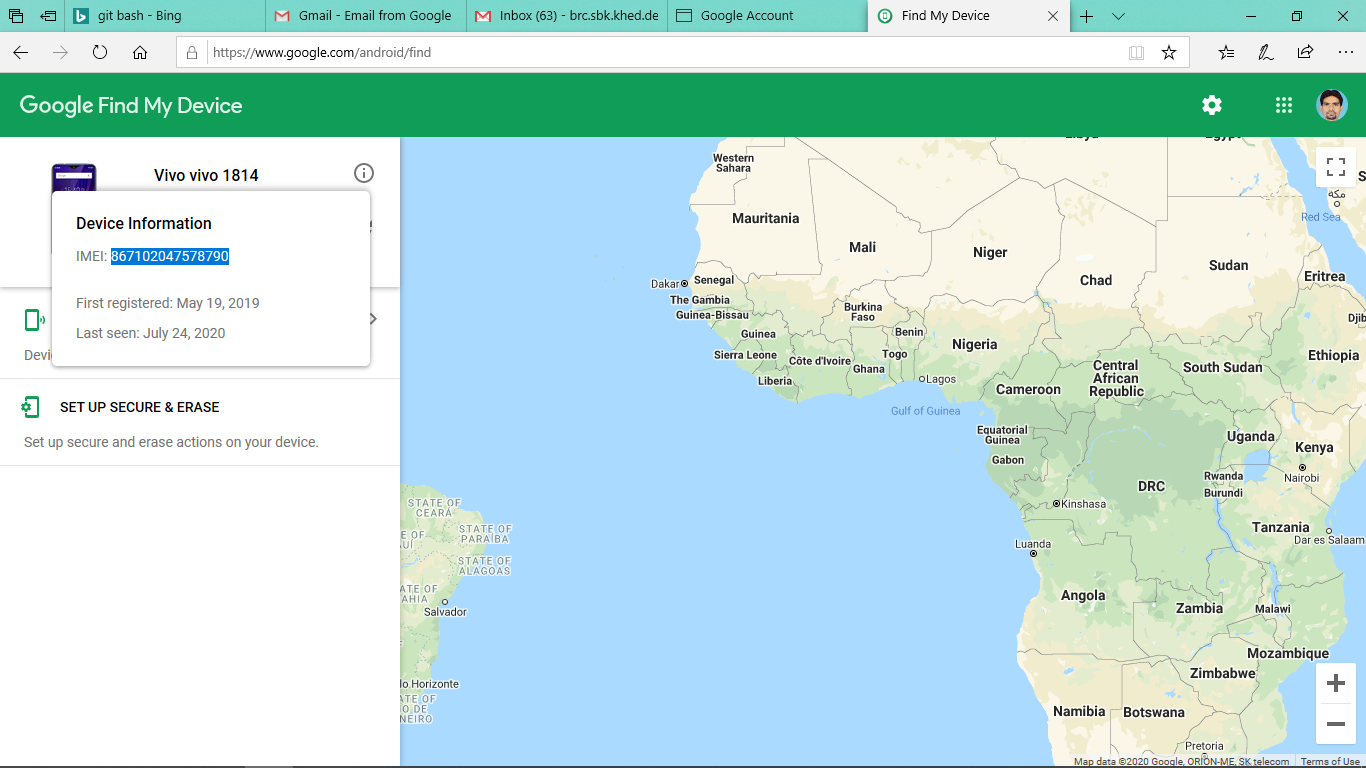 git bash - Bing
Gmail - Email from Google
Inbox (63) - brc.sbk.khed.de
Google Account
Find My Device
https://www.google.com/android/find
Google Find My Device
Vivo vivo 1814
Device Information
IMEI: 867102047578790
First registered: May 19, 2019
Last seen: July 24, 2020
SET UP SECURE & ERASE
Set up secure and erase actions on your device.
Western
Sahara
Mauritania
Mali
Niger
Chad
Sudan
Eritrea
Red Sea
مكة
Dakar
Senegal
The Gambia
Guinea-Bissau
Burkina
Faso
Guinea
Benin
Nigeria
Sierra Leone
Côte d'Ivoire
Togo
Ghana
Liberia
Lagos
Cameroon
Central
African
Republic
South Sudan
Ethiopia
Gulf of Guinea
Equatorial
Guinea
Gabon
Uganda
Kenya
Nairobi
Rwanda
Burundi
DRC
Kinshasa
Tanzania
Dar es Salaam
Luanda
Angola
Zambia
Malawi
Mozambique
Zimbabwe
Namibia
Botswana
Pretoria
STATE OF
CEARÁ
STATE OF
PARAÍBA
STATE OF
ALAGOAS
Salvador
lo Horizonte
Map data ©2020 Google, ORION-ME, SK telecom
Terms of Use